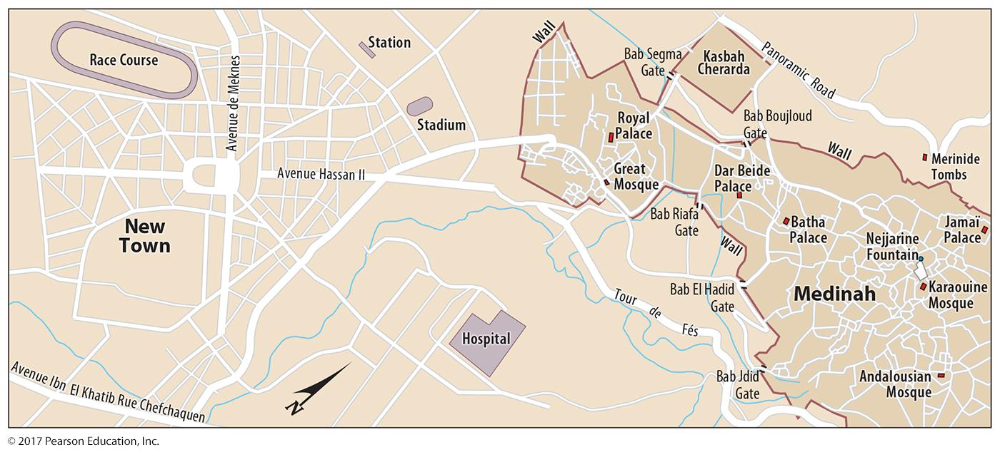 Race Course
Avenue de Meknes
Station
Stadium
Avenue Hassan II
New
Town
Avenue Ibn El Khatib Rue Chefchaquen
N
Hospital
Wall
Bab Segma
Gate
Kasbah
Cherarda
Panoramic Road
Royal
Palace
Great
Mosque
Bab Boujloud
Gate
Wall
Merinide
Tombs
Dar Beide
Palace
Bab Riafa
Gate
Wall
Batha
Palace
Nejjarine
Fountain
Jamaï
Palace
Bab El Hadid
Gate
Medinah
Karaouine
Mosque
Tour de Fés
Bab Jdid
Gate
Andalousian
Mosque
© 2017 Pearson Education, Inc.